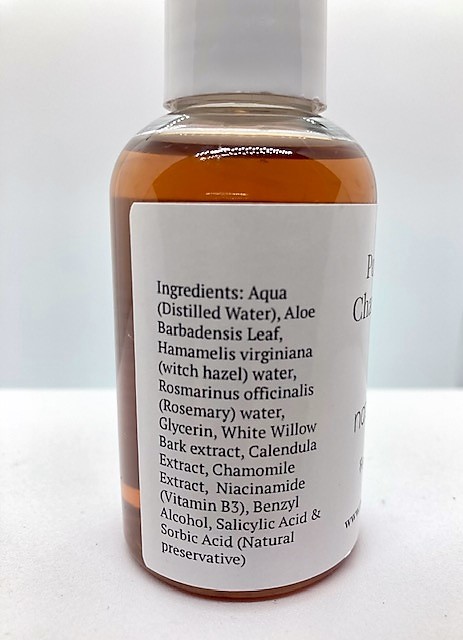 Ingredients: Aqua
(Distilled Water), Aloe
Barbadensis Leaf,
Hamamelis virginiana
(witch hazel) water,
Rosmarinus officinalis
(Rosemary) water,
Glycerin, White Willow
Bark extract, Calendula
Extract, Chamomile
Extract, Niacinamide
(Vitamin B3), Benzyl
Alcohol, Salicylic Acid &
Sorbic Acid (Natural
preservative)